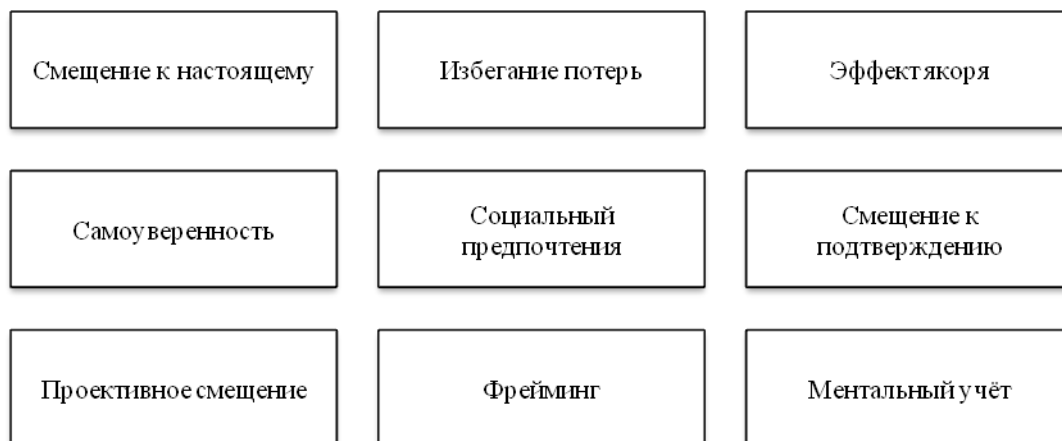 Смещение к настоящему
Избегание потерь
Эффект якоря
Самоуверенность
Социальный
предпочтения
Смещение к
подтверждению
Проективное смещение
Фрейминг
Ментальный учёт